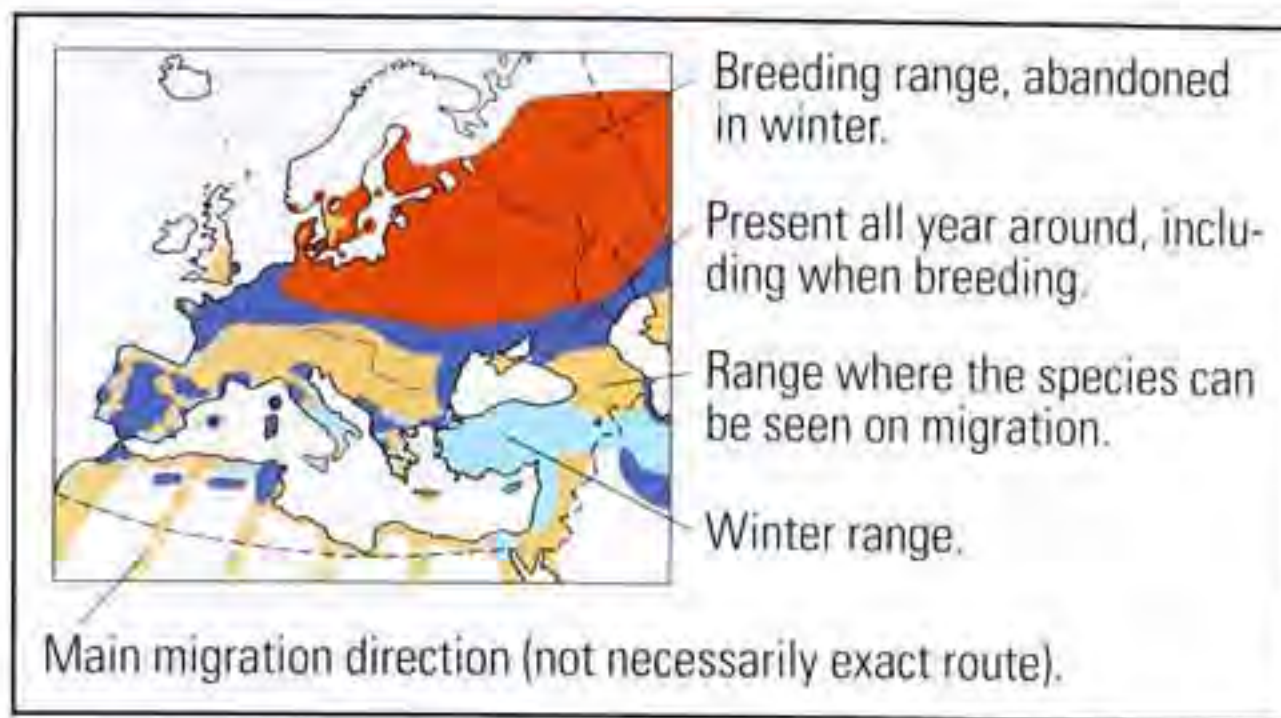 Breeding range, abandoned
in winter.
Present all year around, inclu-
ding when breeding.
Range where the species can
be seen on migration.
Winter range.
Main migration direction (not necessarily exact route).